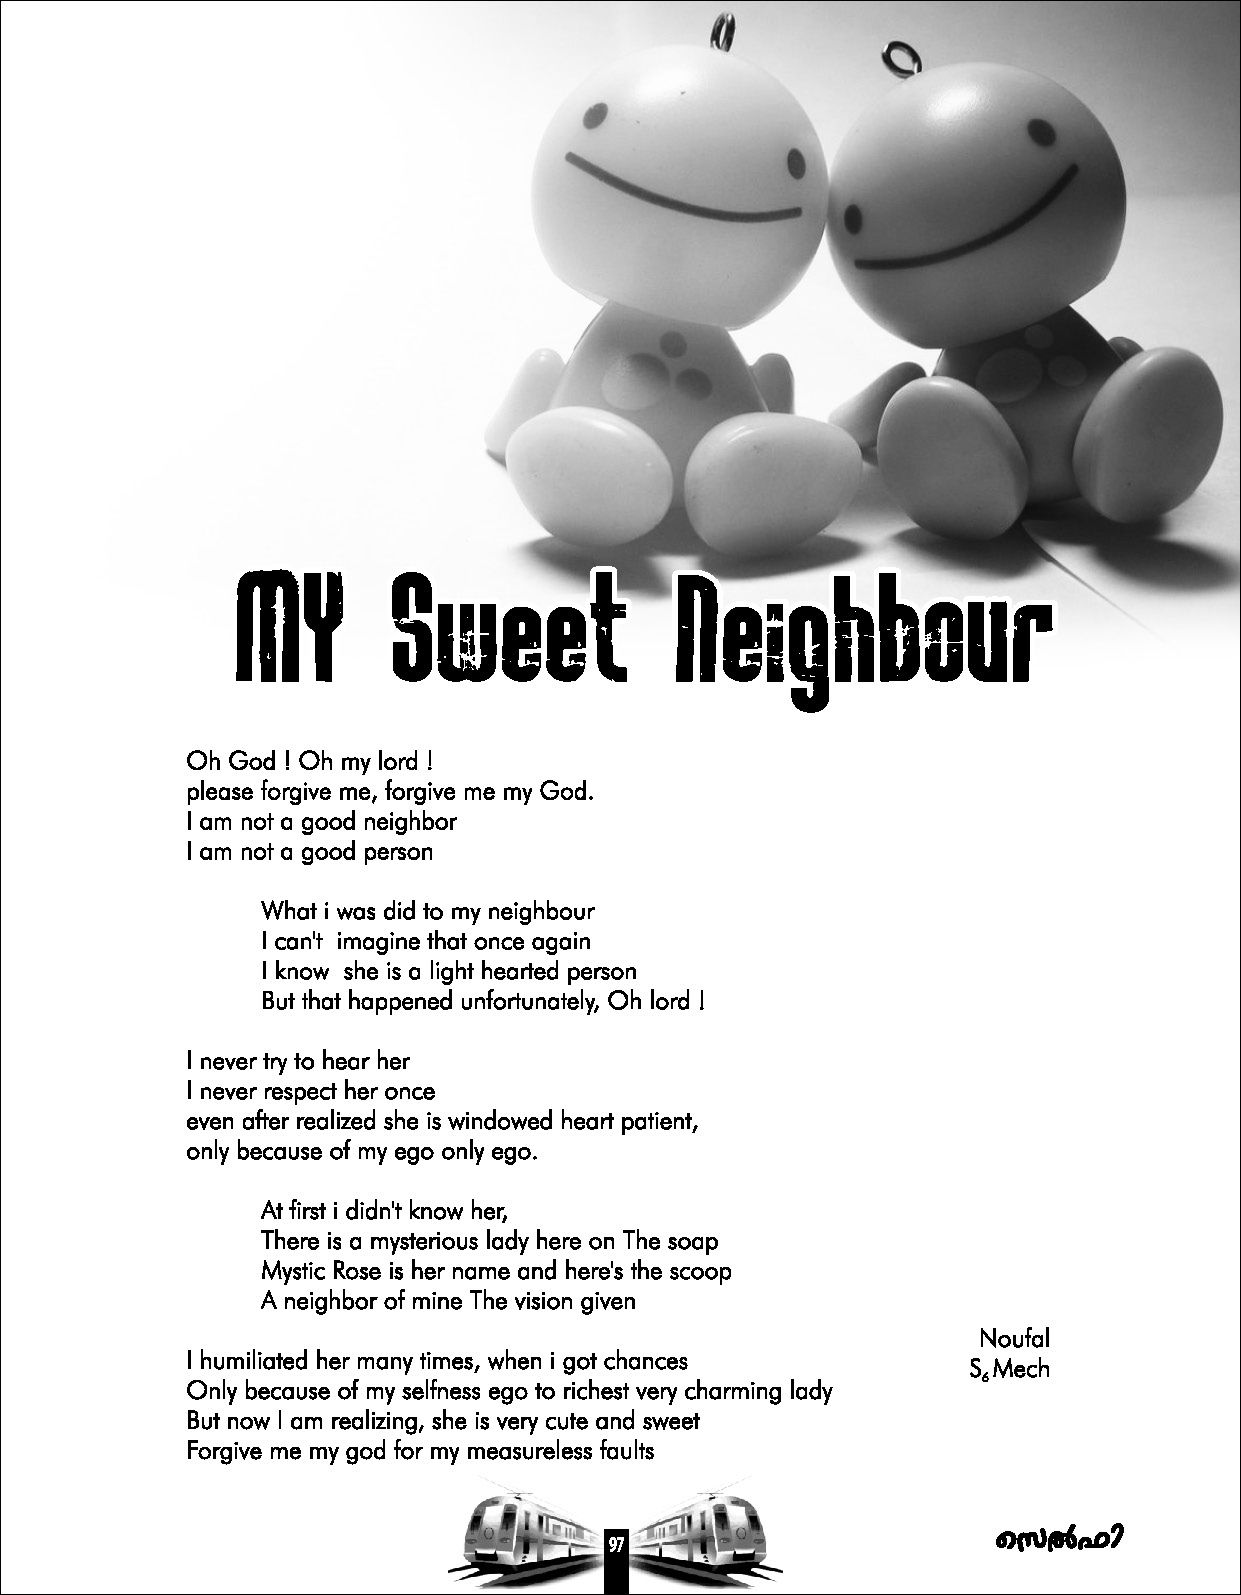 MY Sweet Neighbour
Oh God ! Oh my lord !
please forgive me, forgive me my God.
I am not a good neighbor
I am not a good person
What i was did to my neighbour
I can't imagine that once again
I know she is a light hearted person
But that happened unfortunately, Oh lord !
I never try to hear her
I never respect her once
even after realized she is windowed heart patient,
only because of my ego only ego.
At first i didn't know her,
There is a mysterious lady here on The soap
Mystic Rose is her name and here's the scoop
A neighbor of mine The vision given
I humiliated her many times, when i got chances
Only because of my selfness ego to richest very charming lady
But now I am realizing, she is very cute and sweet
Forgive me my god for my measureless faults
Noufal
S6 Mech
97
സെൽഫി